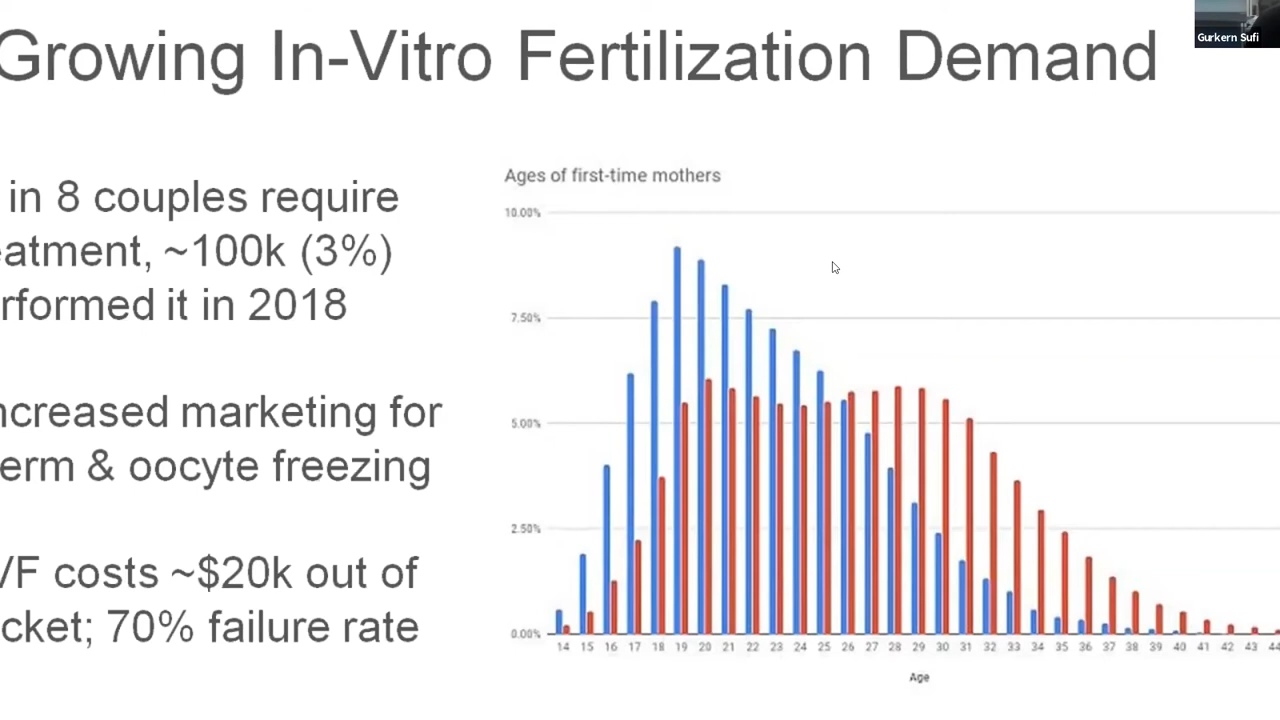 Growing In-Vitro Fertilization Demand
Gurkern Sufi
in 8 couples require
eatment, ~100k (3%)
rformed it in 2018
ncreased marketing for
erm & oocyte freezing
VF costs ~$20k out of
cket; 70% failure rate
Ages of first-time mothers
10.00%
7.50%
5.00%
2.50%
0.00%
14 15 16 17 18 19 20 21 22 23 24 25 26 27 28 29 30 31 32 33 34 35 36 37 38 39 40 41 42 43 44
Age